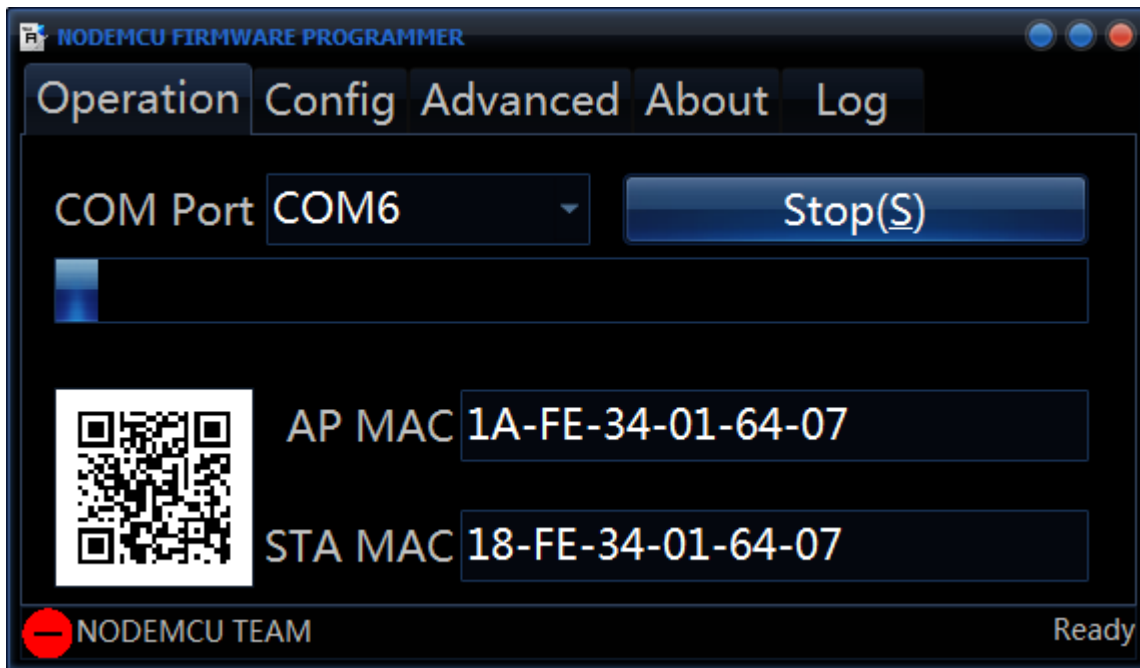 NODEMCU FIRMWARE PROGRAMMER
Operation Config Advanced About Log
COM Port COM6 Stop(S)
AP MAC 1A-FE-34-01-64-07
STA MAC 18-FE-34-01-64-07
NODEMCU TEAM Ready